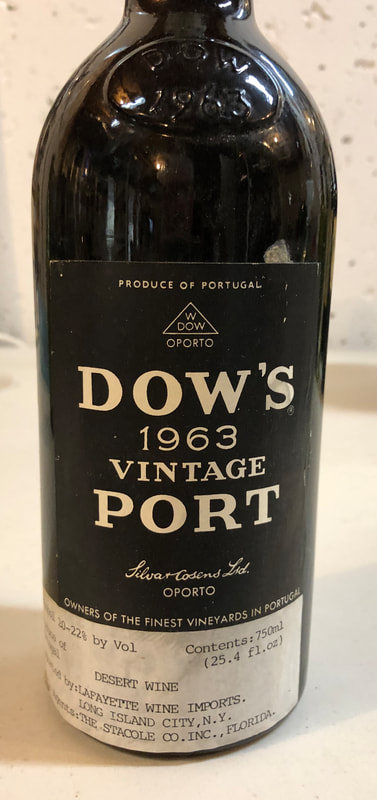 DOW
1963
PRODUCE OF PORTUGAL
W
DOW
OPORTO
DOW'S
®
1963
VINTAGE
PORT
Silva & Cosens Ltd.
OPORTO
OWNERS OF THE FINEST VINEYARDS IN PORTUGAL
20-22% by Vol
Contents:750ml
of
(25.4 fl.oz)
DESERT WINE
by:LAFAYETTE WINE IMPORTS.
LONG ISLAND CITY,N.Y.
THE STACOLE CO.INC.,FLORIDA.